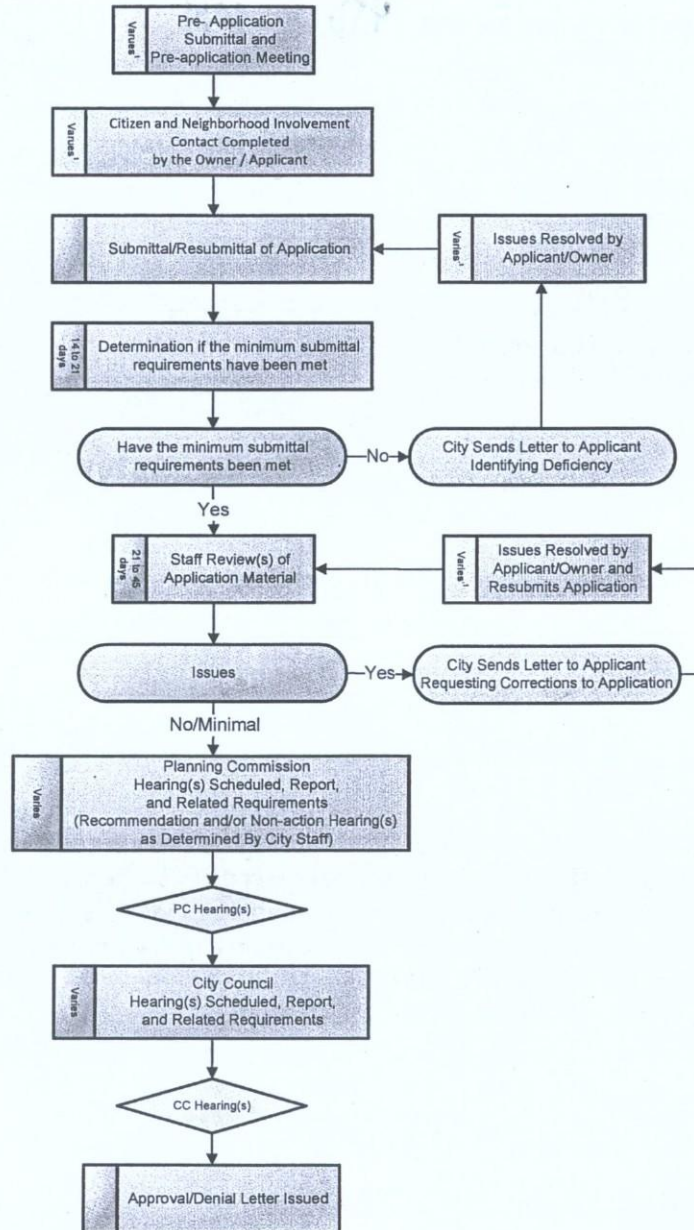 Pre- Application
Submittal and
Pre-application Meeting
Varues¹
Citizen and Neighborhood Involvement
Contact Completed
by the Owner / Applicant
Varues¹
Submittal/Resubmittal of Application
Issues Resolved by
Applicant/Owner
Varies¹
Determination if the minimum submittal
requirements have been met
14 to 21
days
Have the minimum submittal
requirements been met
No
City Sends Letter to Applicant
Identifying Deficiency
Yes
Staff Review(s) of
Application Material
21 to 45
days
Issues Resolved by
Applicant/Owner and
Resubmits Application
Varies¹
Issues
Yes
City Sends Letter to Applicant
Requesting Corrections to Application
No/Minimal
Planning Commission
Hearing(s) Scheduled, Report,
and Related Requirements
(Recommendation and/or Non-action Hearing(s)
as Determined By City Staff)
Varies
PC Hearing(s)
City Council
Hearing(s) Scheduled, Report,
and Related Requirements
Varies
CC Hearing(s)
Approval/Denial Letter Issued